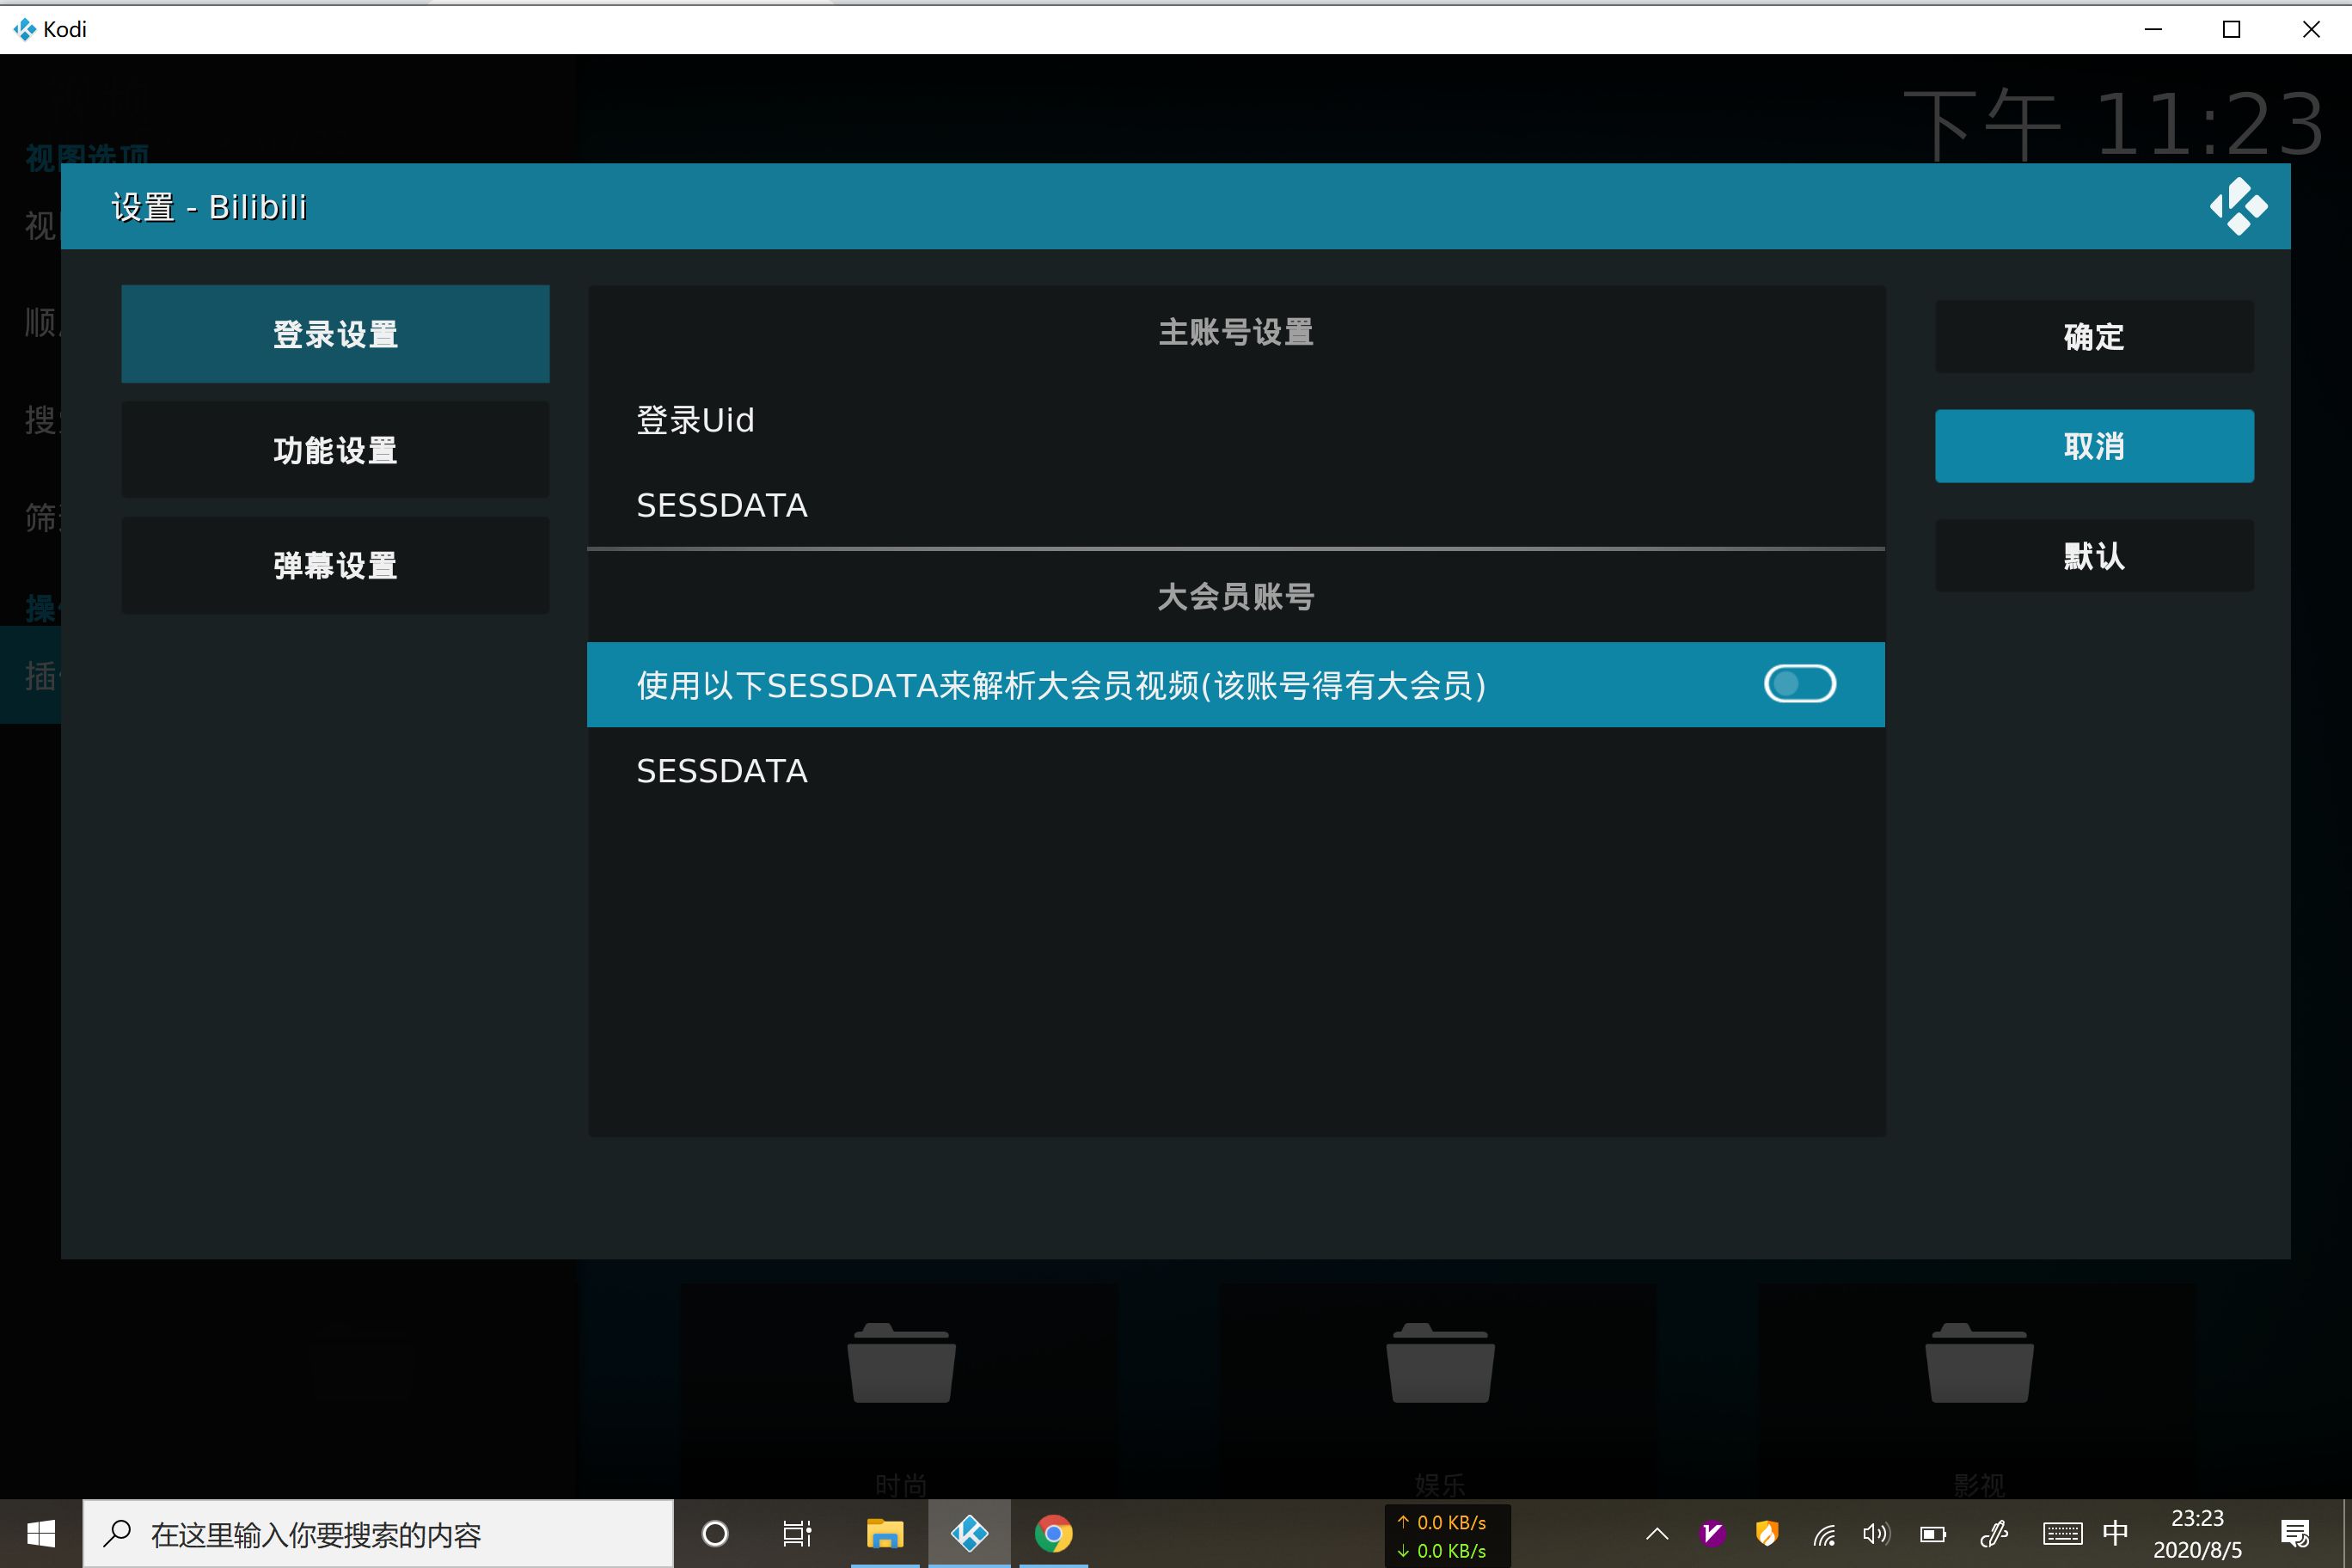 Kodi
下午 11:23
视图选项
设置 - Bilibili
登录设置
功能设置
弹幕设置
主账号设置
登录Uid
SESSDATA
大会员账号
使用以下SESSDATA来解析大会员视频(该账号得有大会员)
SESSDATA
确定
取消
默认
视
顺
搜
筛
操
插
时尚
娱乐
影视
在这里输入你要搜索的内容
↑ 0.0 KB/s
↓ 0.0 KB/s
中
23:23
2020/8/5